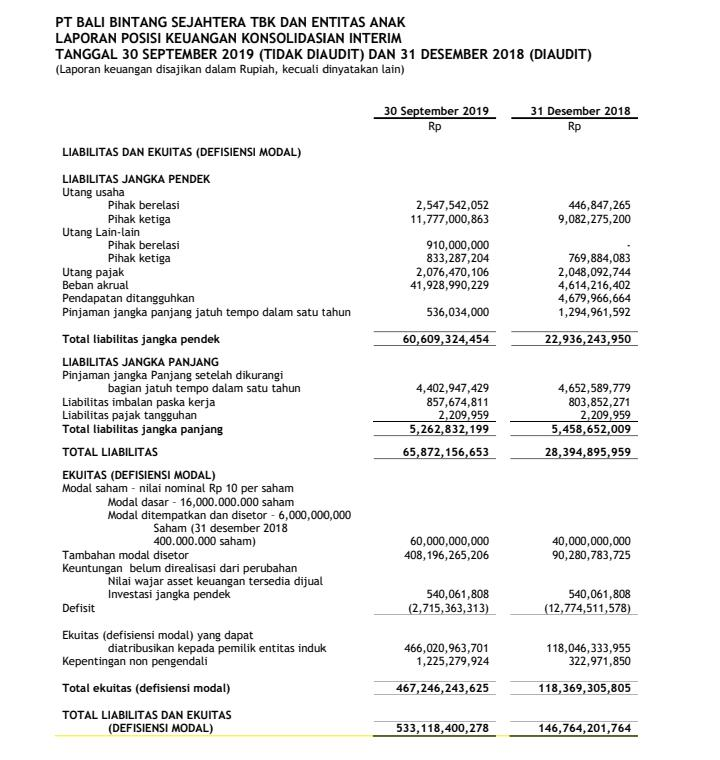 PT BALI BINTANG SEJAHTERA TBK DAN ENTITAS ANAK
LAPORAN POSISI KEUANGAN KONSOLIDASIAN INTERIM
TANGGAL 30 SEPTEMBER 2019 (TIDAK DIAUDIT) DAN 31 DESEMBER 2018 (DIAUDIT)
(Laporan keuangan disajikan dalam Rupiah, kecuali dinyatakan lain)
30 September 2019 31 Desember 2018
Rp Rp
LIABILITAS DAN EKUITAS (DEFISIENSI MODAL)
LIABILITAS JANGKA PENDEK
Utang usaha
Pihak berelasi 2,547,542,052 446,847,265
Pihak ketiga 11,777,000,863 9,082,275,200
Utang Lain-lain
Pihak berelasi 910,000,000 -
Pihak ketiga 833,287,204 769,884,083
Utang pajak 2,076,470,106 2,048,092,744
Beban akrual 41,928,990,229 4,614,216,402
Pendapatan ditangguhkan 4,679,966,664
Pinjaman jangka panjang jatuh tempo dalam satu tahun 536,034,000 1,294,961,592
Total liabilitas jangka pendek 60,609,324,454 22,936,243,950
LIABILITAS JANGKA PANJANG
Pinjaman jangka Panjang setelah dikurangi
bagian jatuh tempo dalam satu tahun 4,402,947,429 4,652,589,779
Liabilitas imbalan paska kerja 857,674,811 803,852,271
Liabilitas pajak tangguhan 2,209,959 2,209,959
Total liabilitas jangka panjang 5,262,832,199 5,458,652,009
TOTAL LIABILITAS 65,872,156,653 28,394,895,959
EKUITAS (DEFISIENSI MODAL)
Modal saham - nilai nominal Rp 10 per saham
Modal dasar - 16,000.000.000 saham
Modal ditempatkan dan disetor - 6,000,000,000
Saham (31 desember 2018
400.000.000 saham) 60,000,000,000 40,000,000,000
Tambahan modal disetor 408,196,265,206 90,280,783,725
Keuntungan belum direalisasi dari perubahan
Nilai wajar asset keuangan tersedia dijual
Investasi jangka pendek 540,061,808 540,061,808
Defisit (2,715,363,313) (12,774,511,578)
Ekuitas (defisiensi modal) yang dapat
diatribusikan kepada pemilik entitas induk 466,020,963,701 118,046,333,955
Kepentingan non pengendali 1,225,279,924 322,971,850
Total ekuitas (defisiensi modal) 467,246,243,625 118,369,305,805
TOTAL LIABILITAS DAN EKUITAS
(DEFISIENSI MODAL) 533,118,400,278 146,764,201,764